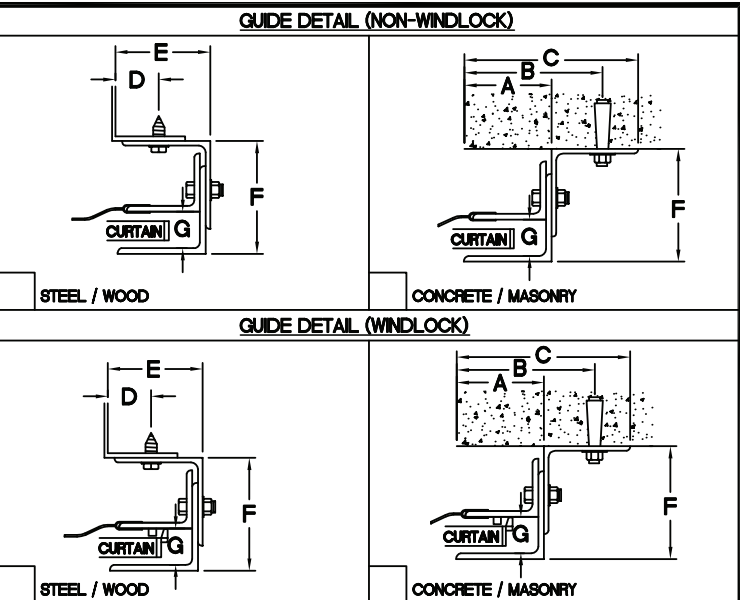 GUIDE DETAIL (NON-WINDLOCK)
E
D
F
CURTAIN
G
STEEL / WOOD
C
B
A
F
CURTAIN
G
CONCRETE / MASONRY
GUIDE DETAIL (WINDLOCK)
E
D
F
CURTAIN
G
STEEL / WOOD
C
B
A
F
CURTAIN
G
CONCRETE / MASONRY